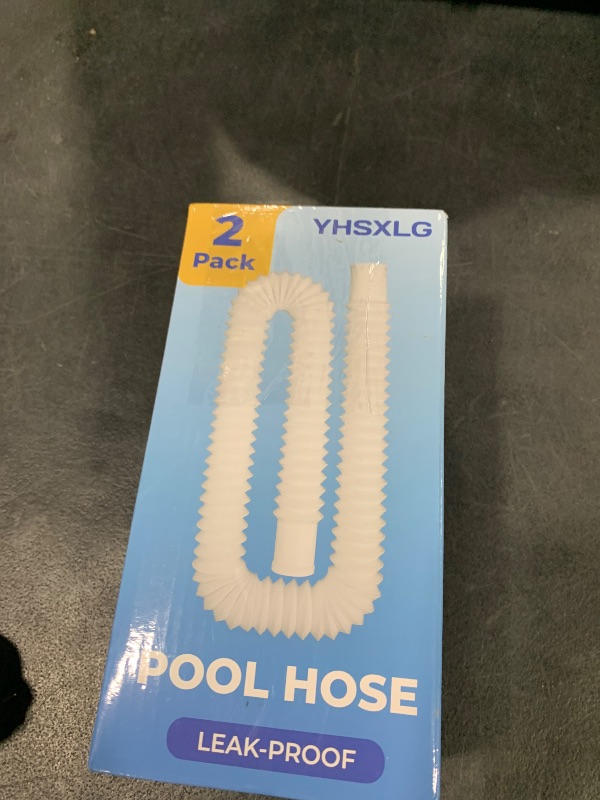 2
Pack
YHSXLG
POOL HOSE
LEAK-PROOF